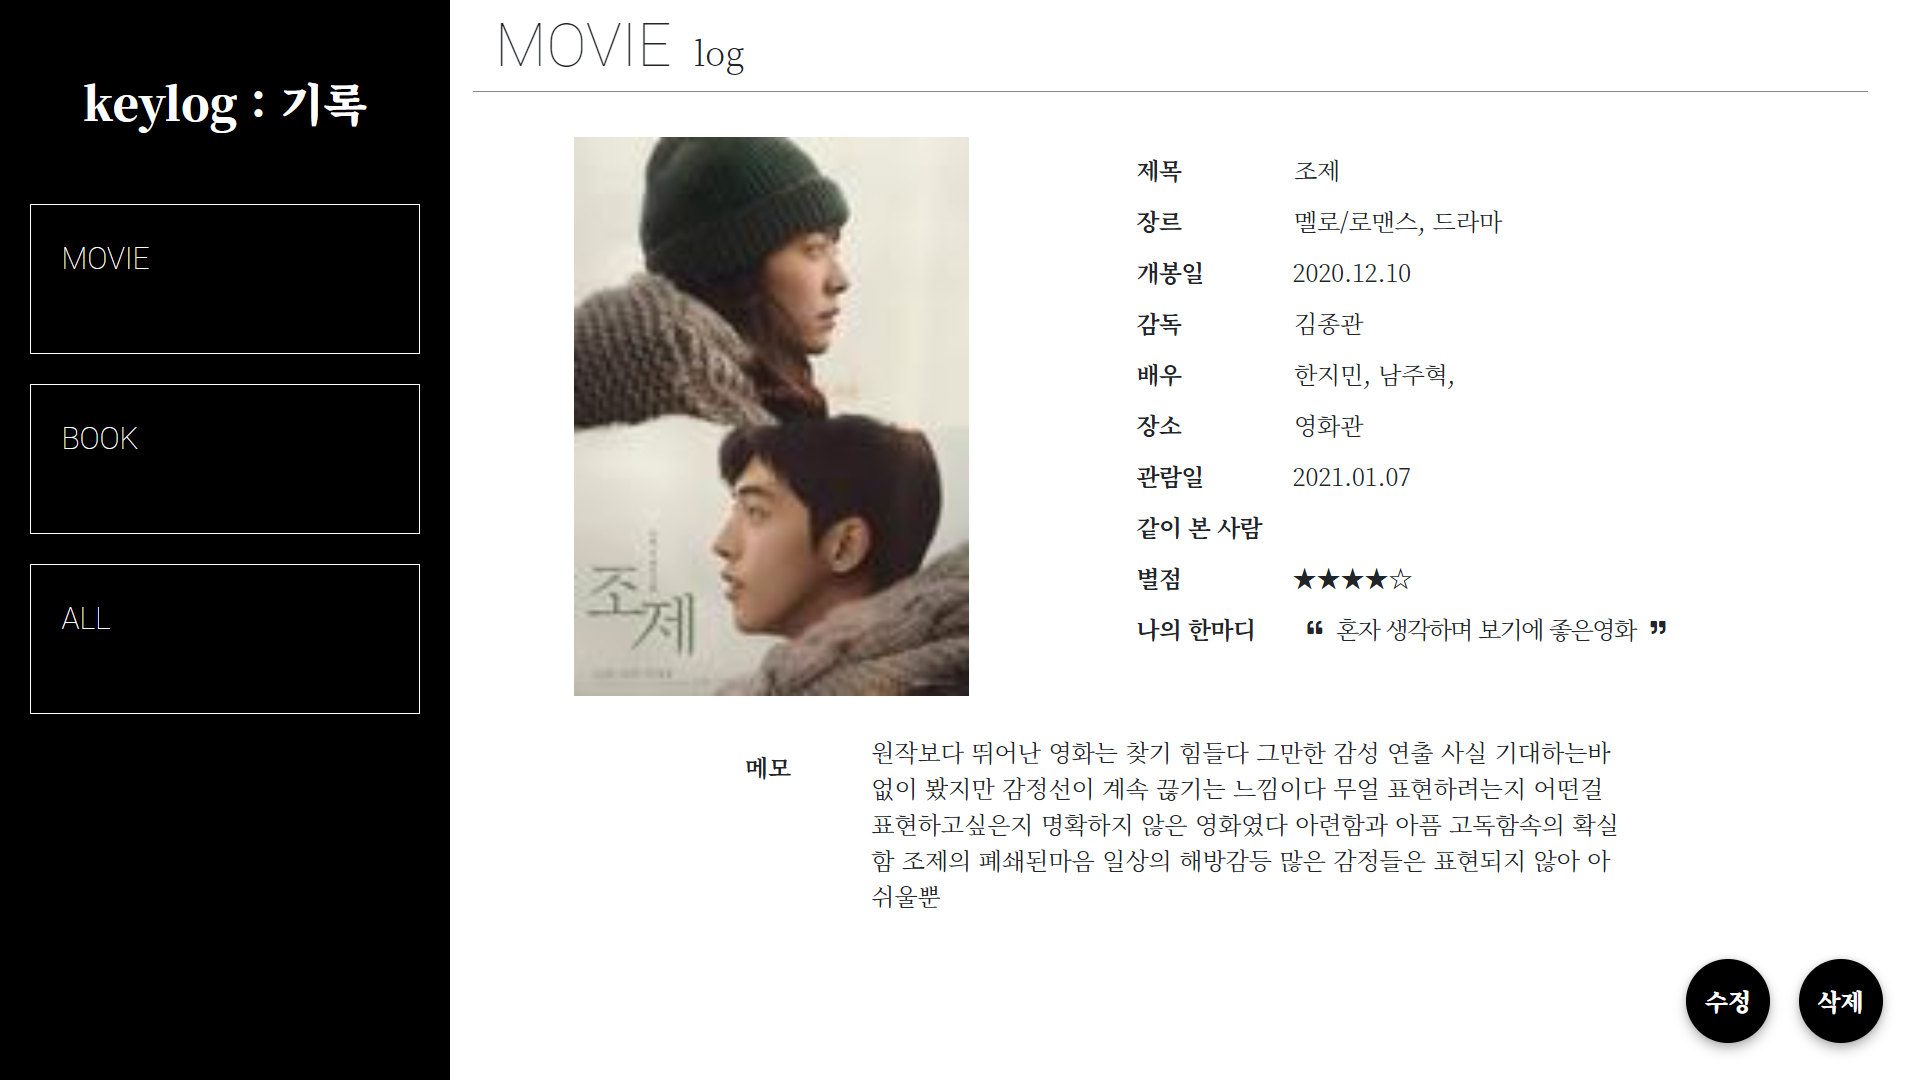 keylog : 기록
MOVIE
BOOK
ALL
MOVIE log
조제
제목 조제
장르 멜로/로맨스, 드라마
개봉일 2020.12.10
감독 김종관
배우 한지민, 남주혁,
장소 영화관
관람일 2021.01.07
같이 본 사람
별점 ★★★★☆
나의 한마디 ❝ 혼자 생각하며 보기에 좋은영화 ❞
메모
원작보다 뛰어난 영화는 찾기 힘들다 그만한 감성 연출 사실 기대하는바
없이 봤지만 감정선이 계속 끊기는 느낌이다 무얼 표현하려는지 어떤걸
표현하고싶은지 명확하지 않은 영화였다 아련함과 아픔 고독함속의 확실
함 조제의 폐쇄된마음 일상의 해방감등 많은 감정들은 표현되지 않아 아
쉬울뿐
수정
삭제